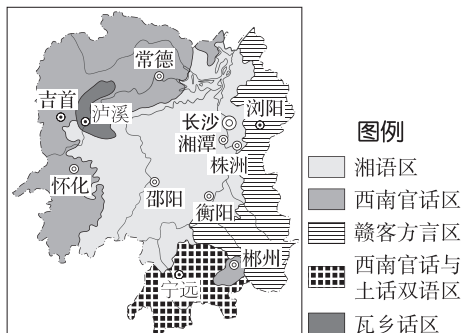 常德
吉首
泸溪
长沙
浏阳
湘潭
株洲
怀化
邵阳
衡阳
郴州
宁远
图例
湘语区
西南官话区
赣客方言区
西南官话与
土话双语区
瓦乡话区